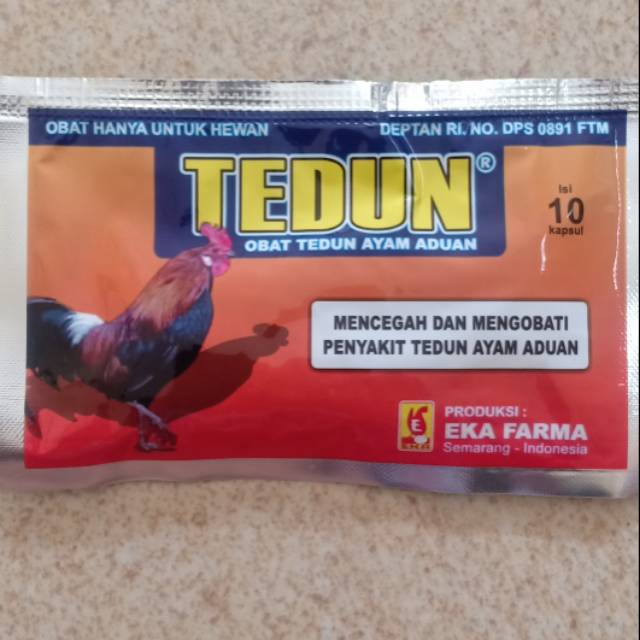 OBAT HANYA UNTUK HEWAN
DEPTAN RI. NO. DPS 0891 FTM
TEDUN®
OBAT TEDUN AYAM ADUAN
Isi
10
kapsul
MENCEGAH DAN MENGOBATI
PENYAKIT TEDUN AYAM ADUAN
E
EKA
PRODUKSI :
EKA FARMA
Semarang - Indonesia